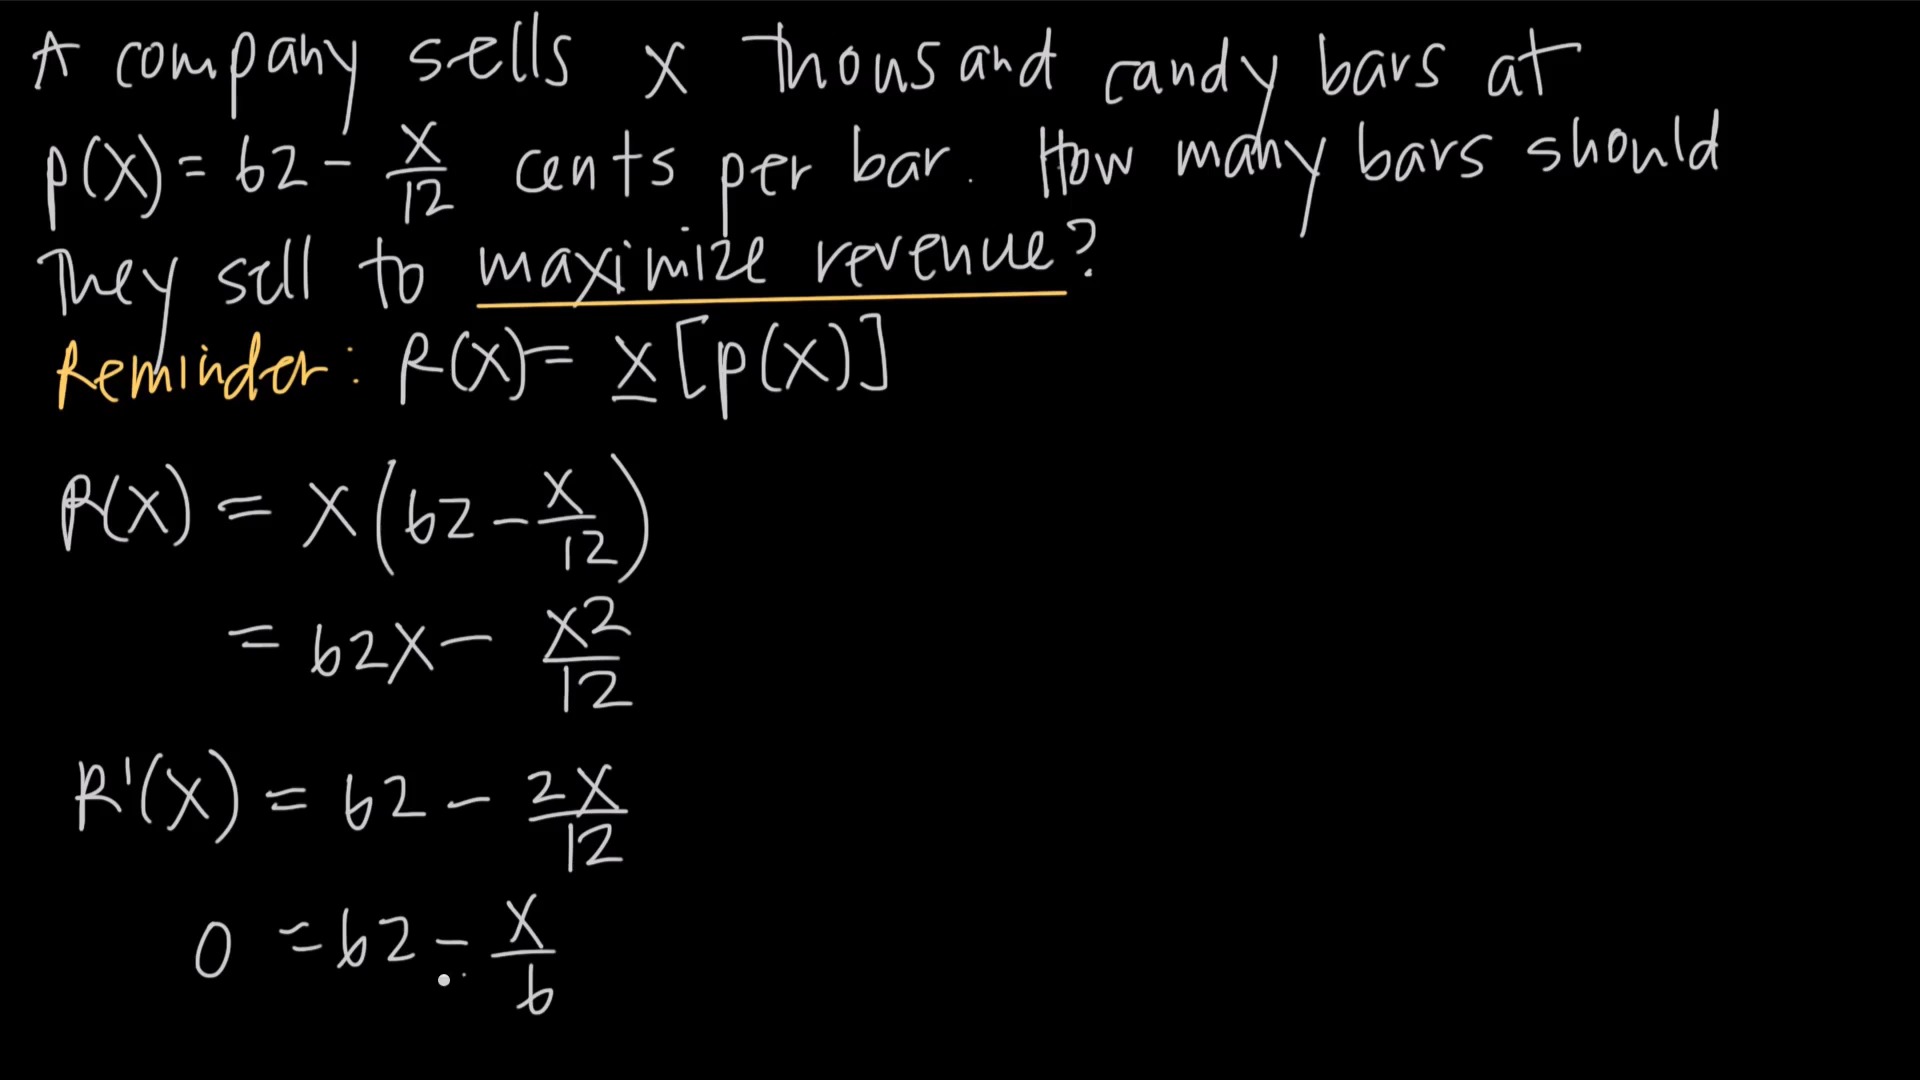 A company sells x thousand candy bars at
p(x) = 62 - x/12 cents per bar. How many bars should
They sell to maximize revenue?
Reminder: R(x) = x [p(x)]
R(x) = x (62 - x/12)
= 62x - x²/12
R'(x) = 62 - 2x/12
0 = 62 - x/6